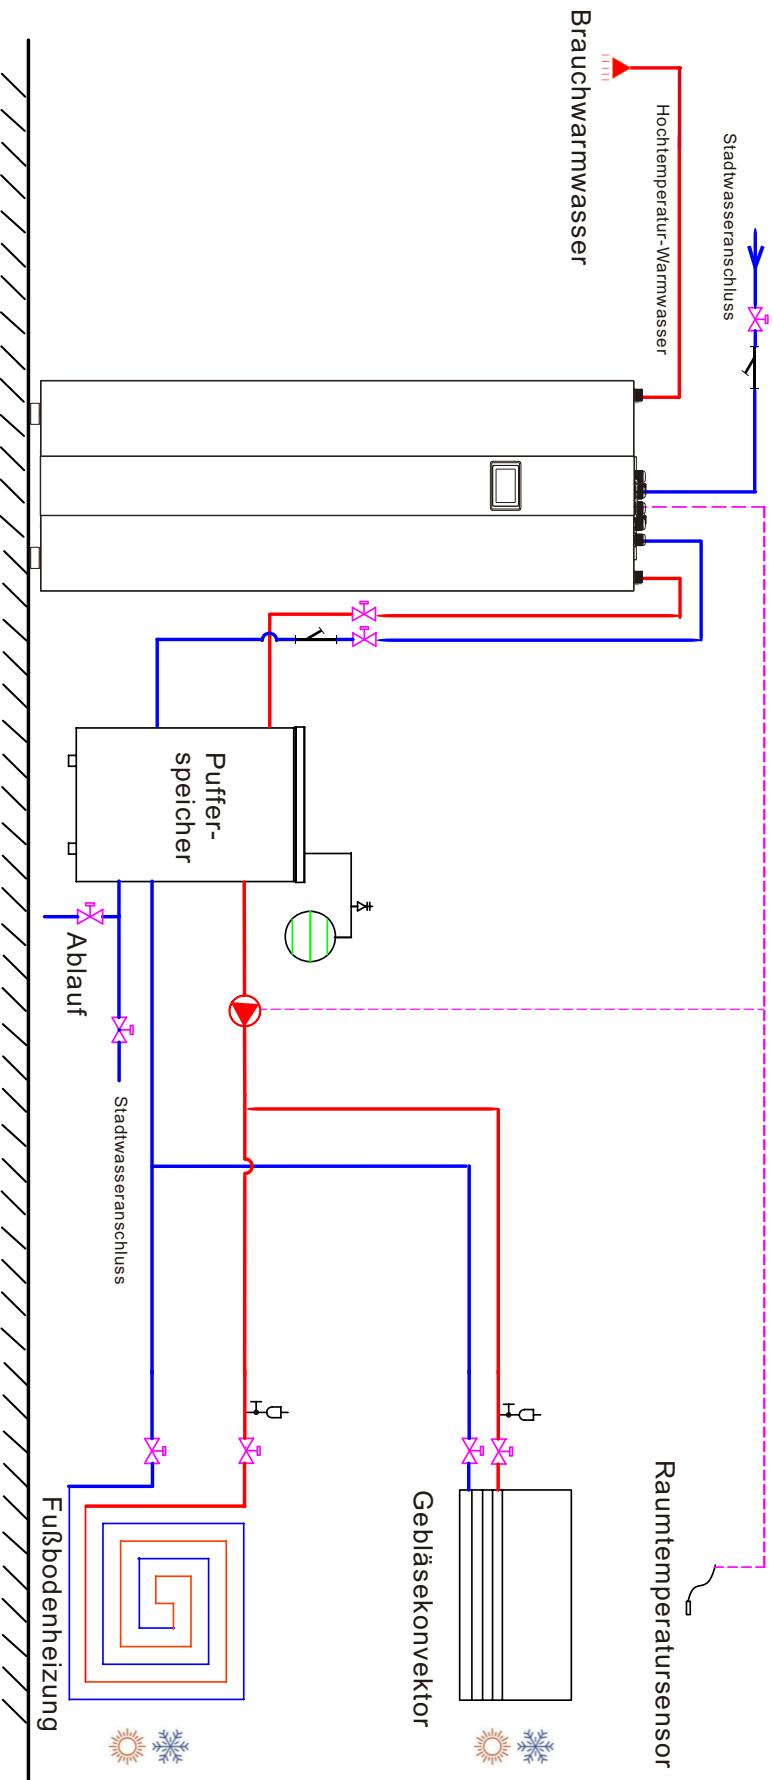 Stadtwasseranschluss
Hochtemperatur-Warmwasser
Brauchwarmwasser
Raumtemperatursensor
Gebläsekonvektor
Puffer-
speicher
Ablauf
Stadtwasseranschluss
Fußbodenheizung